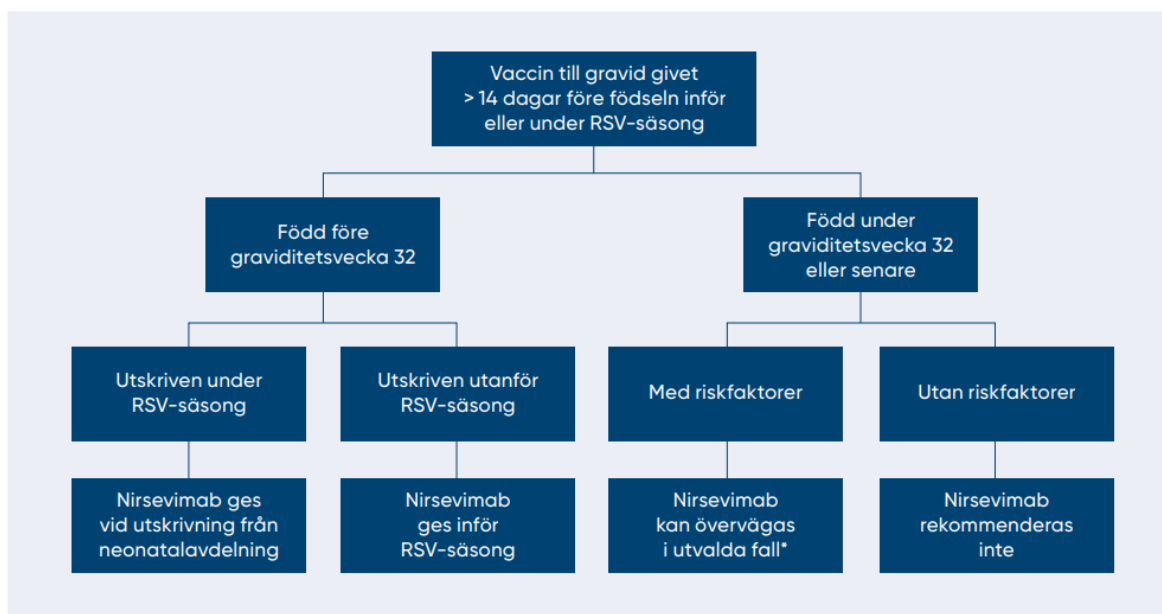 Vaccin till gravid givet
> 14 dagar före födseln inför
eller under RSV-säsong
Född före
graviditetsvecka 32
Född under
graviditetsvecka 32
eller senare
Utskriven under
RSV-säsong
Utskriven utanför
RSV-säsong
Med riskfaktorer
Utan riskfaktorer
Nirsevimab ges
vid utskrivning från
neonatalavdelning
Nirsevimab
ges inför
RSV-säsong
Nirsevimab
kan övervägas
i utvalda fall*
Nirsevimab
rekommenderas
inte